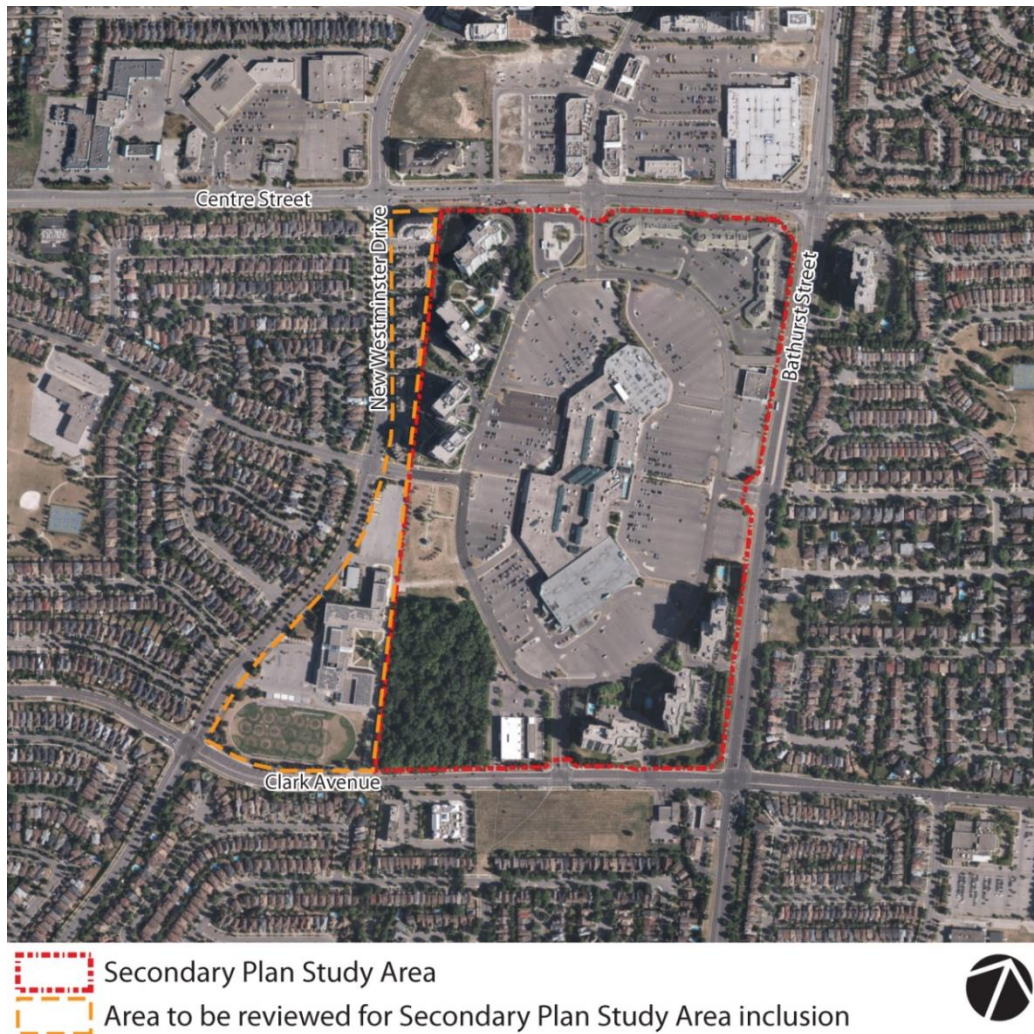 Centre Street
New Westminster Drive
Bathurst Street
Clark Avenue
Secondary Plan Study Area
Area to be reviewed for Secondary Plan Study Area inclusion